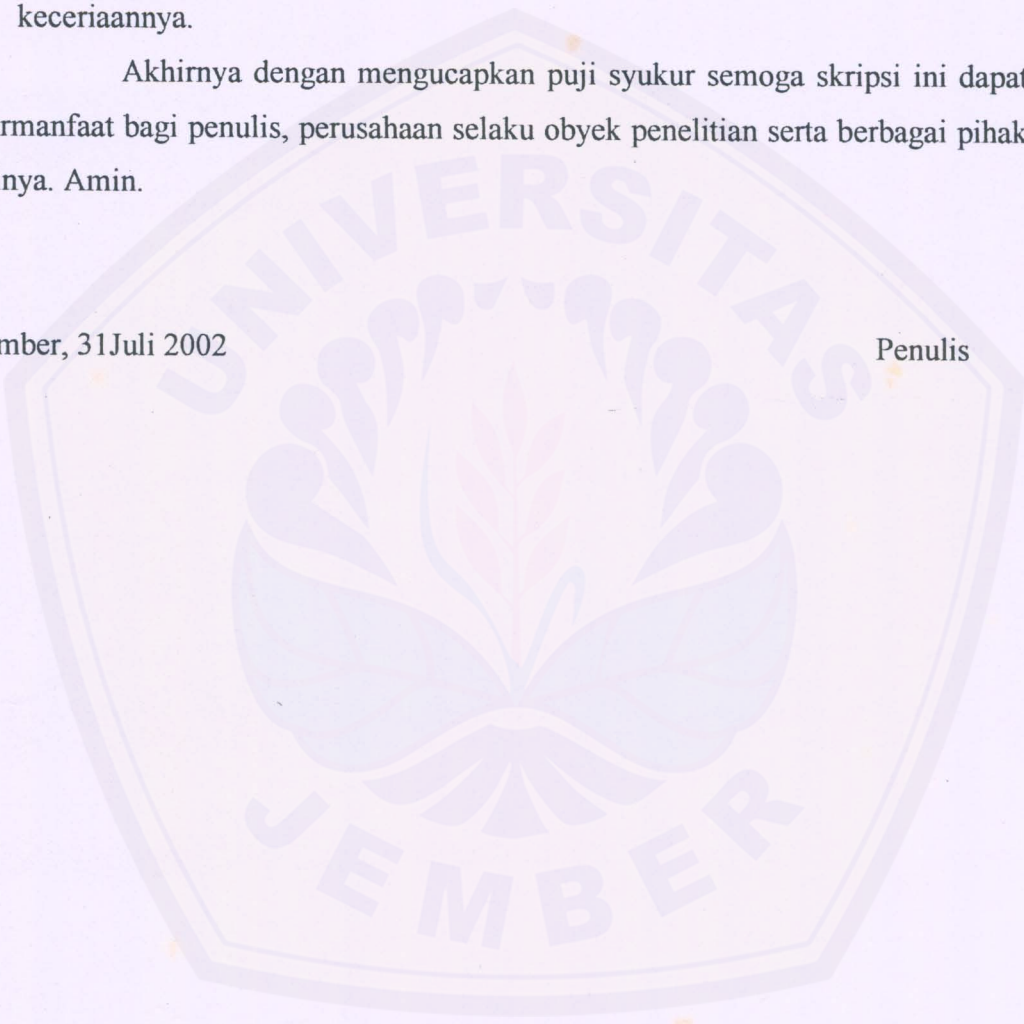 keceriaannya.
Akhirnya dengan mengucapkan puji syukur semoga skripsi ini dapat
rmanfaat bagi penulis, perusahaan selaku obyek penelitian serta berbagai pihak
nya. Amin.
mber, 31Juli 2002 Penulis
UNIVERSITAS
JEMBER